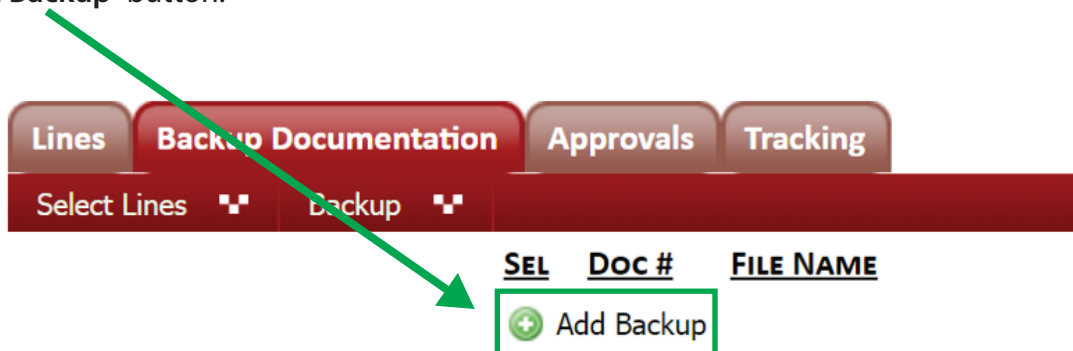 Backup" button.
Lines Backup Documentation Approvals Tracking
Select Lines Backup
SEL DOC # FILE NAME
Add Backup